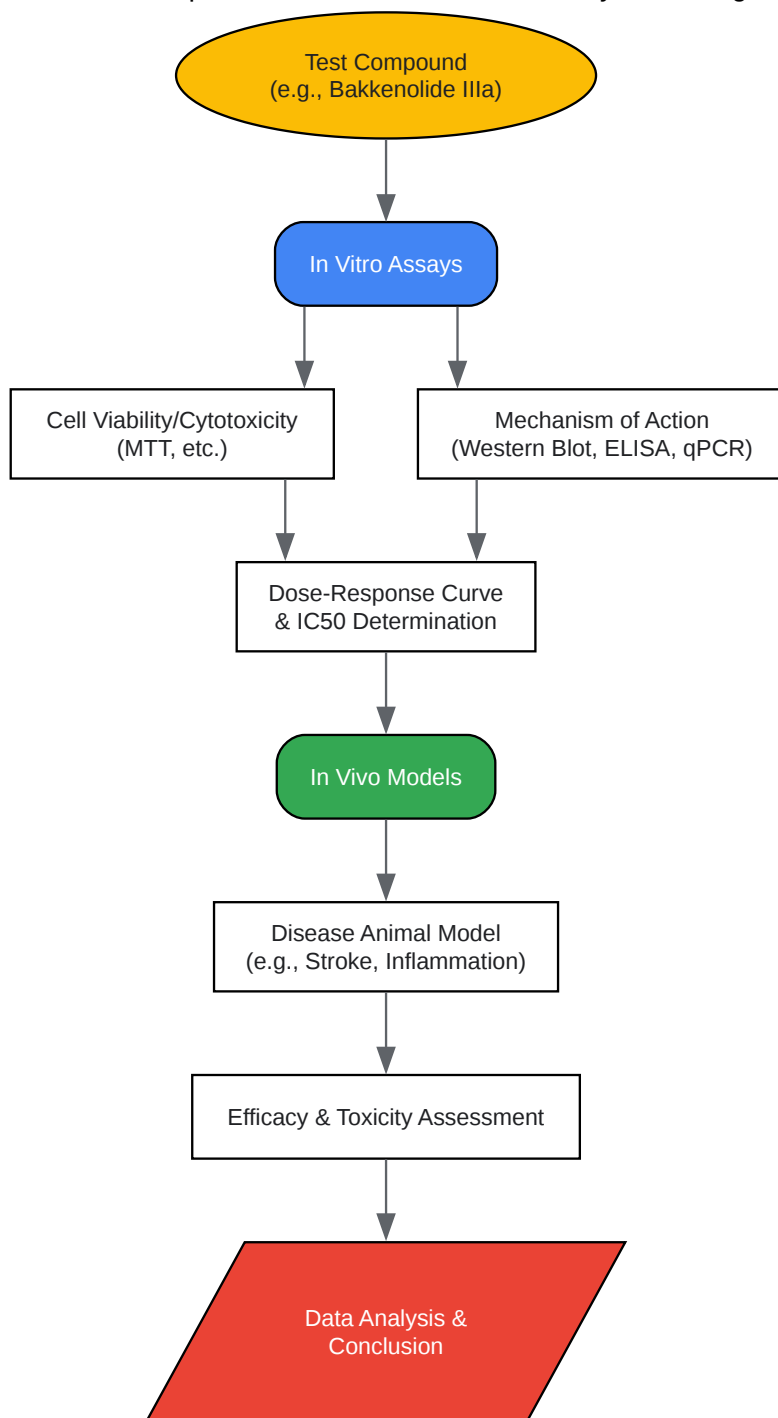 Test Compound
(e.g., Bakkenolide IIIa)
In Vitro Assays
Cell Viability/Cytotoxicity
(MTT, etc.)
Mechanism of Action
(Western Blot, ELISA, qPCR)
Dose-Response Curve
& IC50 Determination
In Vivo Models
Disease Animal Model
(e.g., Stroke, Inflammation)
Efficacy & Toxicity Assessment
Data Analysis &
Conclusion